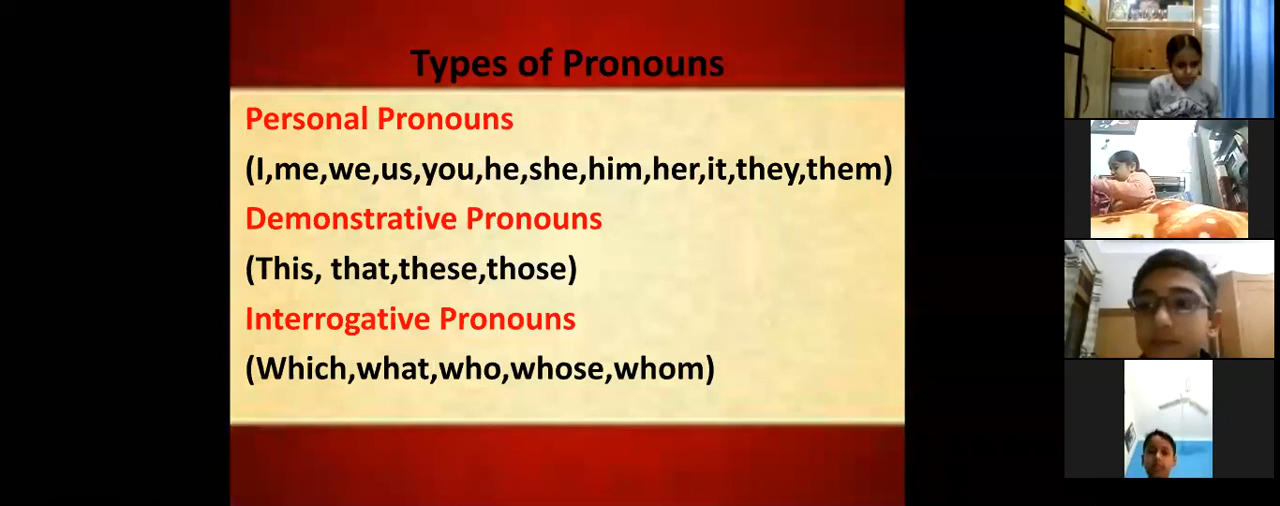 Types of Pronouns
Personal Pronouns
(I,me,we,us,you,he,she,him,her,it,they,them)
Demonstrative Pronouns
(This, that,these,those)
Interrogative Pronouns
(Which,what,who,whose,whom)